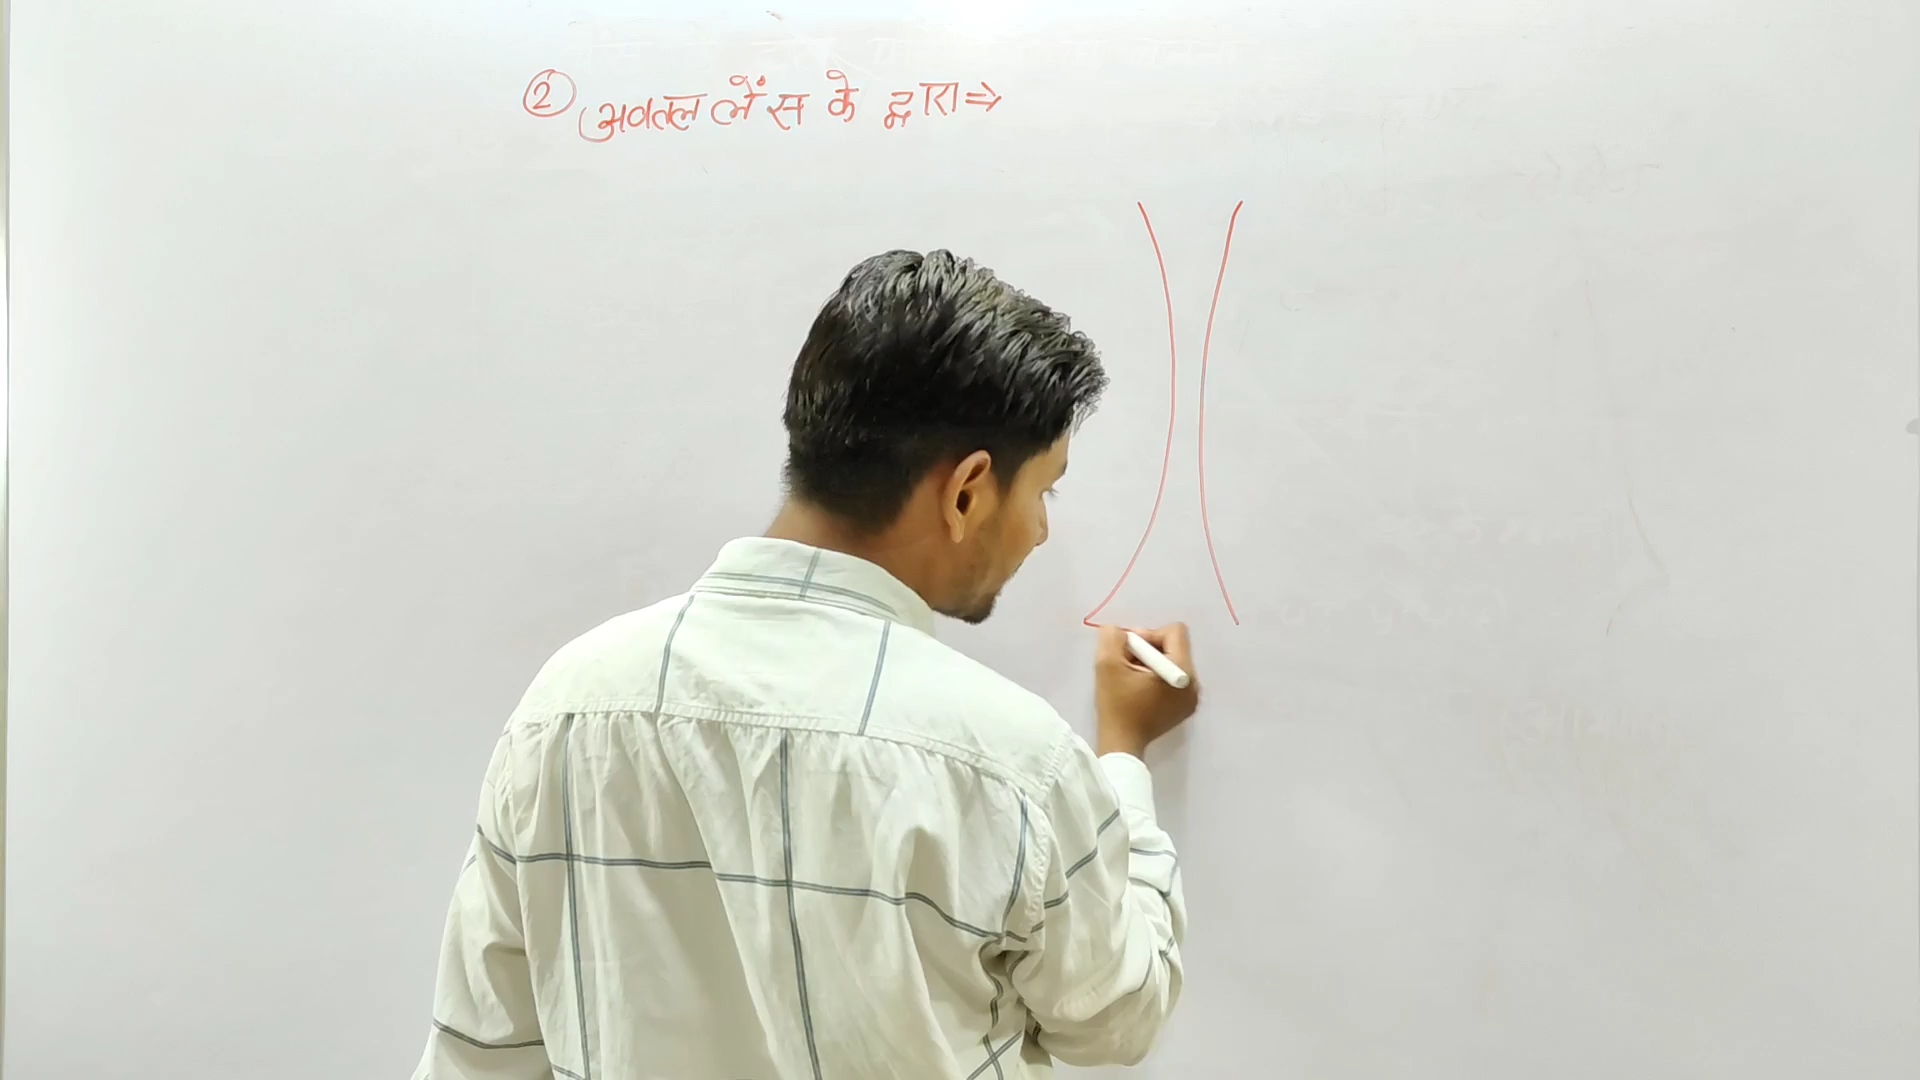 ② अवतल लेंस के द्वारा ⇒